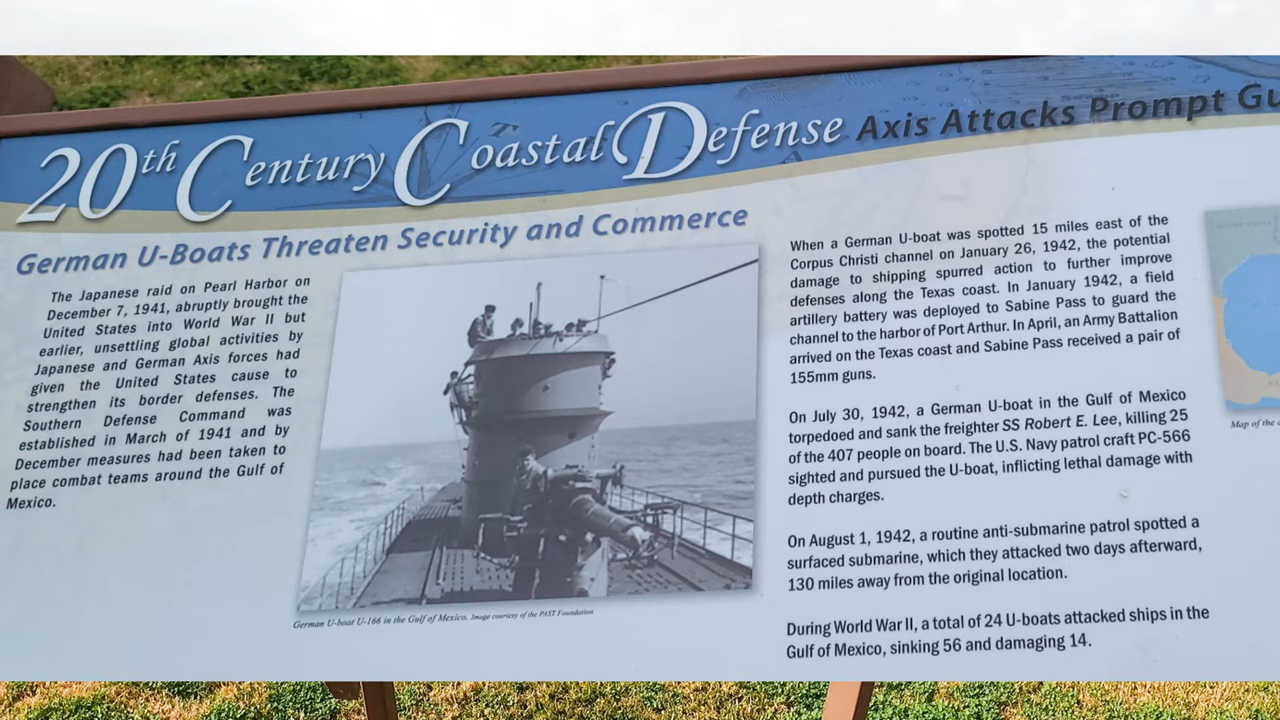 20th Century Coastal Defense Axis Attacks Prompt Gu
German U-Boats Threaten Security and Commerce
The Japanese raid on Pearl Harbor on
December 7, 1941, abruptly brought the
United States into World War II but
earlier, unsettling global activities by
Japanese and German Axis forces had
given the United States cause to
strengthen its border defenses. The
Southern Defense Command was
established in March of 1941 and by
December measures had been taken to
place combat teams around the Gulf of
Mexico.
German U-boat U-166 in the Gulf of Mexico. Image courtesy of the PAST Foundation
When a German U-boat was spotted 15 miles east of the
Corpus Christi channel on January 26, 1942, the potential
damage to shipping spurred action to further improve
defenses along the Texas coast. In January 1942, a field
artillery battery was deployed to Sabine Pass to guard the
channel to the harbor of Port Arthur. In April, an Army Battalion
arrived on the Texas coast and Sabine Pass received a pair of
155mm guns.
On July 30, 1942, a German U-boat in the Gulf of Mexico
torpedoed and sank the freighter SS Robert E. Lee, killing 25
of the 407 people on board. The U.S. Navy patrol craft PC-566
sighted and pursued the U-boat, inflicting lethal damage with
depth charges.
On August 1, 1942, a routine anti-submarine patrol spotted a
surfaced submarine, which they attacked two days afterward,
130 miles away from the original location.
During World War II, a total of 24 U-boats attacked ships in the
Gulf of Mexico, sinking 56 and damaging 14.
Map of the